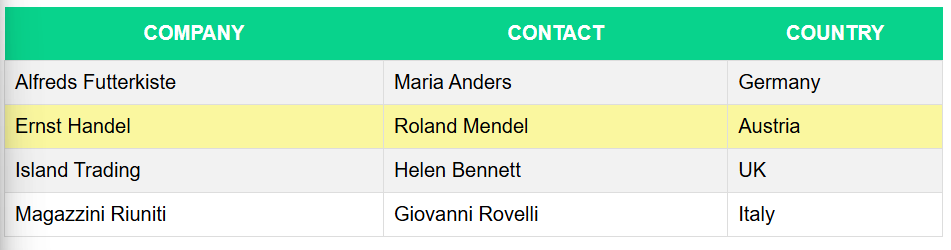 COMPANY CONTACT COUNTRY
Alfreds Futterkiste Maria Anders Germany
Ernst Handel Roland Mendel Austria
Island Trading Helen Bennett UK
Magazzini Riuniti Giovanni Rovelli Italy